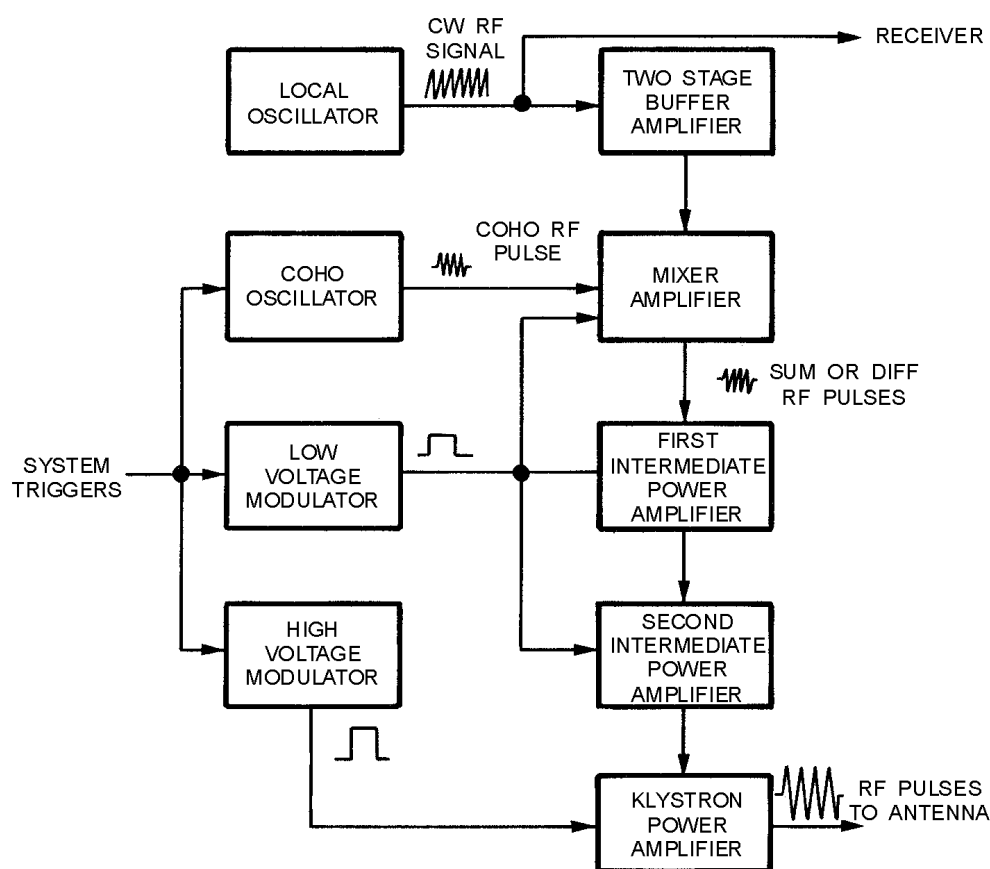 CW RF
SIGNAL
RECEIVER
LOCAL
OSCILLATOR
TWO STAGE
BUFFER
AMPLIFIER
COHO RF
PULSE
COHO
OSCILLATOR
MIXER
AMPLIFIER
SUM OR DIFF
RF PULSES
SYSTEM
TRIGGERS
LOW
VOLTAGE
MODULATOR
FIRST
INTERMEDIATE
POWER
AMPLIFIER
HIGH
VOLTAGE
MODULATOR
SECOND
INTERMEDIATE
POWER
AMPLIFIER
KLYSTRON
POWER
AMPLIFIER
RF PULSES
TO ANTENNA